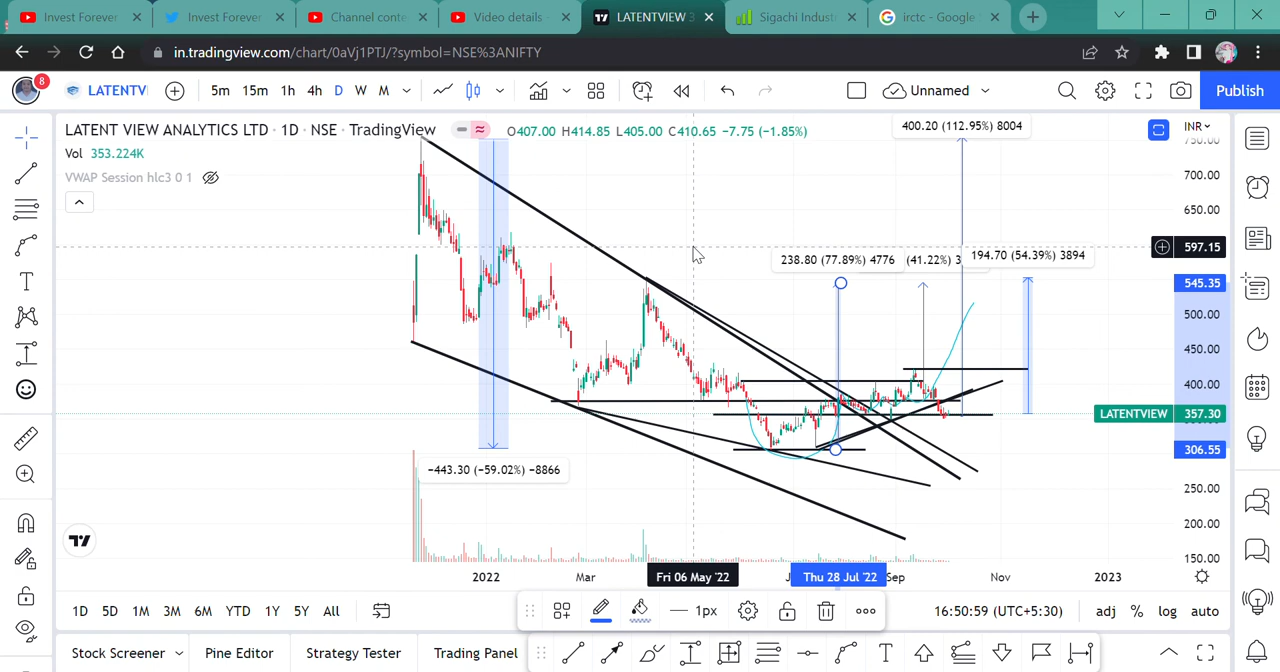 Invest Forever
Invest Forever
Channel conte
Video details
LATENTVIEW 3
Sigachi Indust
irctc - Google
in.tradingview.com/chart/0aVj1PTJ/?symbol=NSE%3ANIFTY
8
LATENTV
5m 15m 1h 4h D W M
Unnamed
Publish
LATENT VIEW ANALYTICS LTD · 1D · NSE · TradingView
O407.00 H414.85 L405.00 C410.65 −7.75 (−1.85%)
400.20 (112.95%) 8004
INR
Vol 353.224K
VWAP Session hlc3 0 1
750.00
700.00
650.00
597.15
238.80 (77.89%) 4776
(41.22%) 3
194.70 (54.39%) 3894
545.35
500.00
450.00
400.00
LATENTVIEW 357.30
306.55
−443.30 (−59.02%) −8866
250.00
200.00
150.00
2022
Mar
Fri 06 May '22
Thu 28 Jul '22
Sep
Nov
2023
1D 5D 1M 3M 6M YTD 1Y 5Y All
1px
16:50:59 (UTC+5:30)
adj % log auto
Stock Screener
Pine Editor
Strategy Tester
Trading Panel